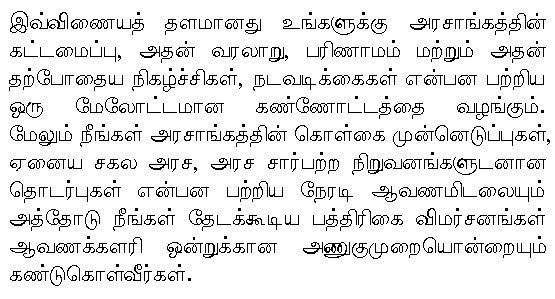 இவ்விணையத் தளமானது உங்களுக்கு அரசாங்கத்தின்
கட்டமைப்பு, அதன் வரலாறு, பரிணாமம் மற்றும் அதன்
தற்போதைய நிகழ்ச்சிகள், நடவடிக்கைகள் என்பன பற்றிய
ஒரு மேலோட்டமான கண்ணோட்டத்தை வழங்கும்.
மேலும் நீங்கள் அரசாங்கத்தின் கொள்கை முன்னெடுப்புகள்,
ஏனைய சகல அரச, அரச சார்பற்ற நிறுவனங்களுடனான
தொடர்புகள் என்பன பற்றிய நேரடி ஆவணமிடலையும்
அத்தோடு நீங்கள் தேடக்கூடிய பத்திரிகை விமர்சனங்கள்
ஆவணக்களரி ஒன்றுக்கான அணுகுமுறையொன்றையும்
கண்டுகொள்வீர்கள்.